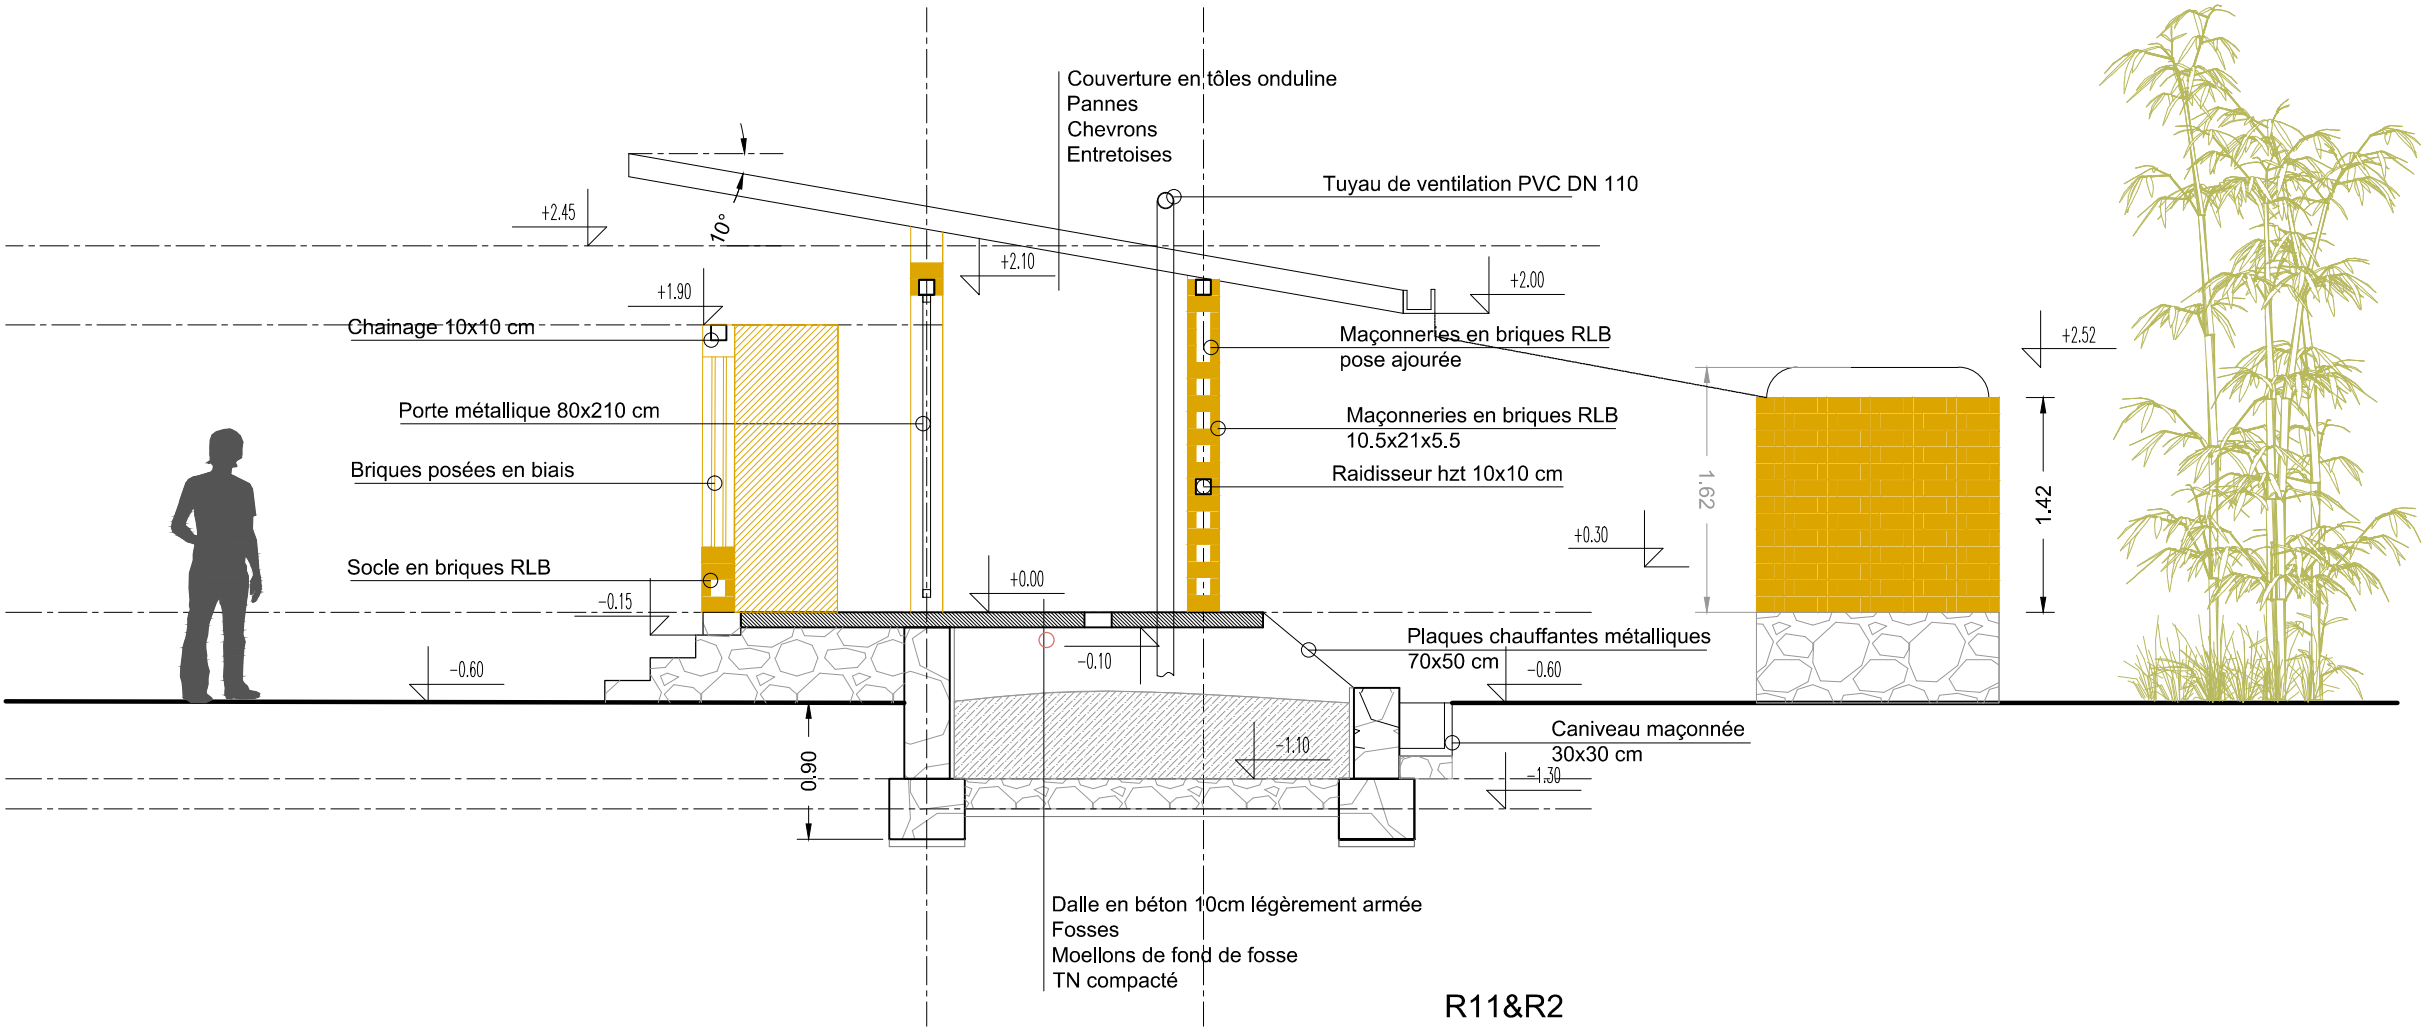 Couverture en tôles onduline
Pannes
Chevrons
Entretoises
Tuyau de ventilation PVC DN 110
+2.45
10°
+2.10
+2.00
+1.90
Chainage 10x10 cm
Maçonneries en briques RLB
pose ajourée
+2.52
Porte métallique 80x210 cm
Maçonneries en briques RLB
10.5x21x5.5
Briques posées en biais
Raidisseur hzt 10x10 cm
1.62
1.42
+0.30
Socle en briques RLB
+0.00
-0.15
Plaques chauffantes métalliques
70x50 cm
-0.10
-0.60
-0.60
Caniveau maçonnée
30x30 cm
-1.10
0.90
-1.30
Dalle en béton 10cm légèrement armée
Fosses
Moellons de fond de fosse
TN compacté
R11&R2